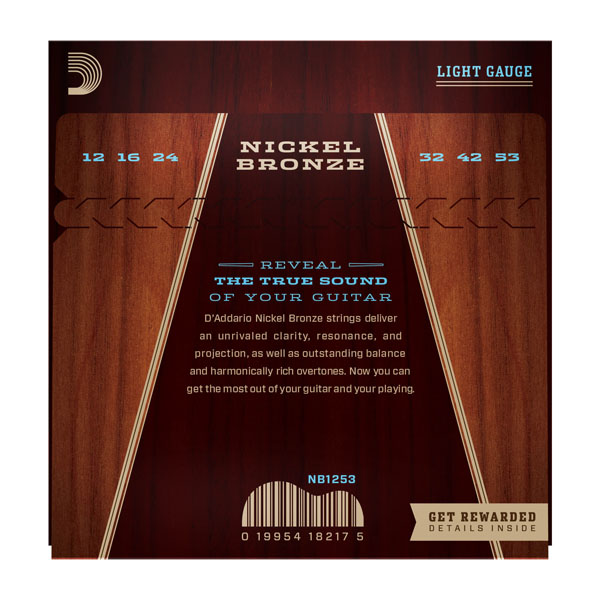 LIGHT GAUGE
12 16 24
NICKEL
BRONZE
32 42 53
REVEAL
THE TRUE SOUND
OF YOUR GUITAR
D'Addario Nickel Bronze strings deliver
an unrivaled clarity, resonance, and
projection, as well as outstanding balance
and harmonically rich overtones. Now you can
get the most out of your guitar and your playing.
NB1253
0 19954 18217 5
GET REWARDED
DETAILS INSIDE